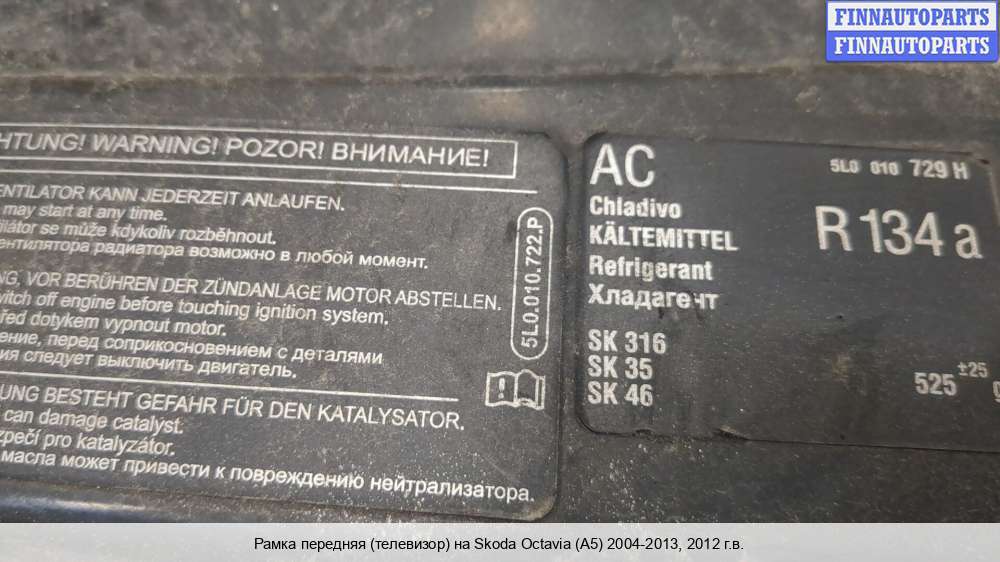 FINNAUTOPARTS
FINNAUTOPARTS
HTUNG! WARNING! POZOR! ВНИМАНИЕ!
ENTILATOR KANN JEDERZEIT ANLAUFEN.
may start at any time.
tilátor se může kdykoliv rozběhnout.
ентилятора радиатора возможно в любой момент.
NG, VOR BERÜHREN DER ZÜNDANLAGE MOTOR ABSTELLEN.
witch off engine before touching ignition system.
řed dotykem vypnout motor.
ение, перед соприкосновением с деталями
ия следует выключить двигатель.
UNG BESTEHT GEFAHR FÜR DEN KATALYSATOR.
can damage catalyst.
zpečí pro katalyzátor.
масла может привести к повреждению нейтрализатора.
5L0.010.722.P
AC
5L0 010 729 H
Chladivo
KÄLTEMITTEL
Refrigerant
Хладагент
R 134 a
SK 316
SK 35
SK 46
525 ±25 g
Рамка передняя (телевизор) на Skoda Octavia (A5) 2004-2013, 2012 г.в.